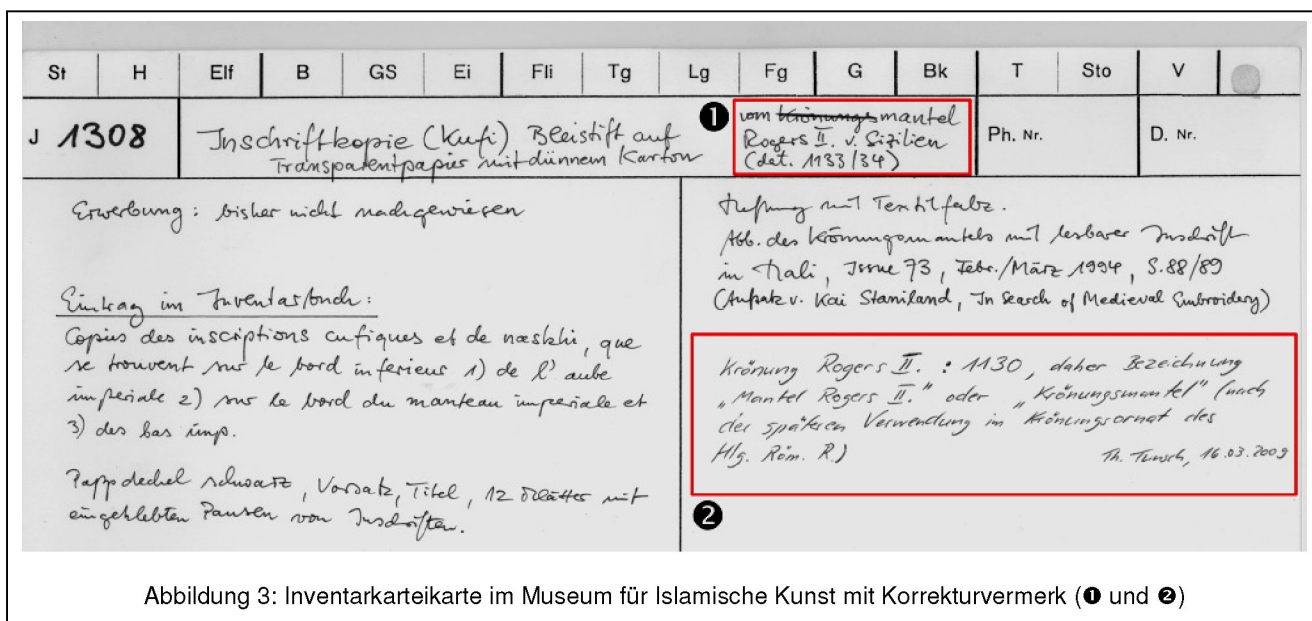 St H Elf B GS Ei Fli Tg Lg Fg G Bk T Sto V
J 1308
Inschriftkopie (Kufi) Bleistift auf
Transparentpapier mit dünnem Karton
❶
vom Krönungsmantel
Rogers II. v. Sizilien
(dat. 1133/34)
Ph. Nr.
D. Nr.
Erwerbung: bisher nicht nachgewiesen
Eintrag im Inventarbuch:
Copies des inscriptions cufiques et de næskhi, que
se trouvent sur le bord inferieur 1) de l'aube
imperiale 2) sur le bord du manteau imperiale et
3) des bas imp.
Pappdeckel schwarz, Vorsatz, Titel, 12 Blätter mit
eingeklebten Pausen von Inschriften.
mit Textilfabr.
Abb. des Krönungsmantels mit lesbarer Inschrift
in Hali, Issue 73, Febr./März 1994, S. 88/89
(Aufsatz v. Kai Staniland, In Search of Medieval Embroidery)
Krönung Rogers II. : 1130, daher Bezeichnung
„Mantel Rogers II." oder „Krönungsmantel" (nach
der späteren Verwendung im Krönungsornat des
Hlg. Röm. R.)
Th. Tunsch, 16.03.2009
❷
Abbildung 3: Inventarkarteikarte im Museum für Islamische Kunst mit Korrekturvermerk (❶ und ❷)